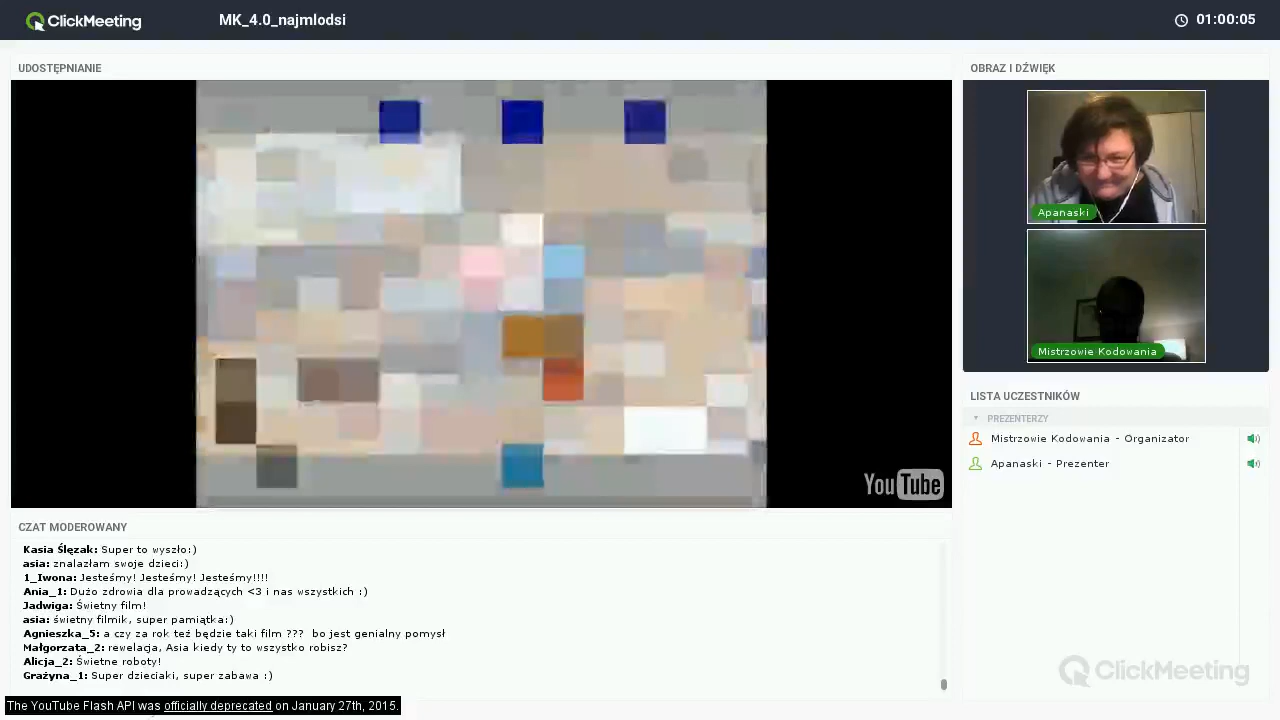 ClickMeeting
MK_4.0_najmlodsi
01:00:05
UDOSTĘPNIANIE
YouTube
OBRAZ I DŹWIĘK
Apanaski
Mistrzowie Kodowania
LISTA UCZESTNIKÓW
PREZENTERZY
Mistrzowie Kodowania - Organizator
Apanaski - Prezenter
CZAT MODEROWANY
Kasia Ślęzak: Super to wyszło:)
asia: znalazłam swoje dzieci:)
1_Iwona: Jesteśmy! Jesteśmy! Jesteśmy!!!!
Ania_1: Dużo zdrowia dla prowadzących <3 i nas wszystkich :)
Jadwiga: Świetny film!
asia: świetny filmik, super pamiątka:)
Agnieszka_5: a czy za rok też będzie taki film ???  bo jest genialny pomysł
Małgorzata_2: rewelacja, Asia kiedy ty to wszystko robisz?
Alicja_2: Świetne roboty!
Grażyna_1: Super dzieciaki, super zabawa :)
ClickMeeting
The YouTube Flash API was officially deprecated on January 27th, 2015.